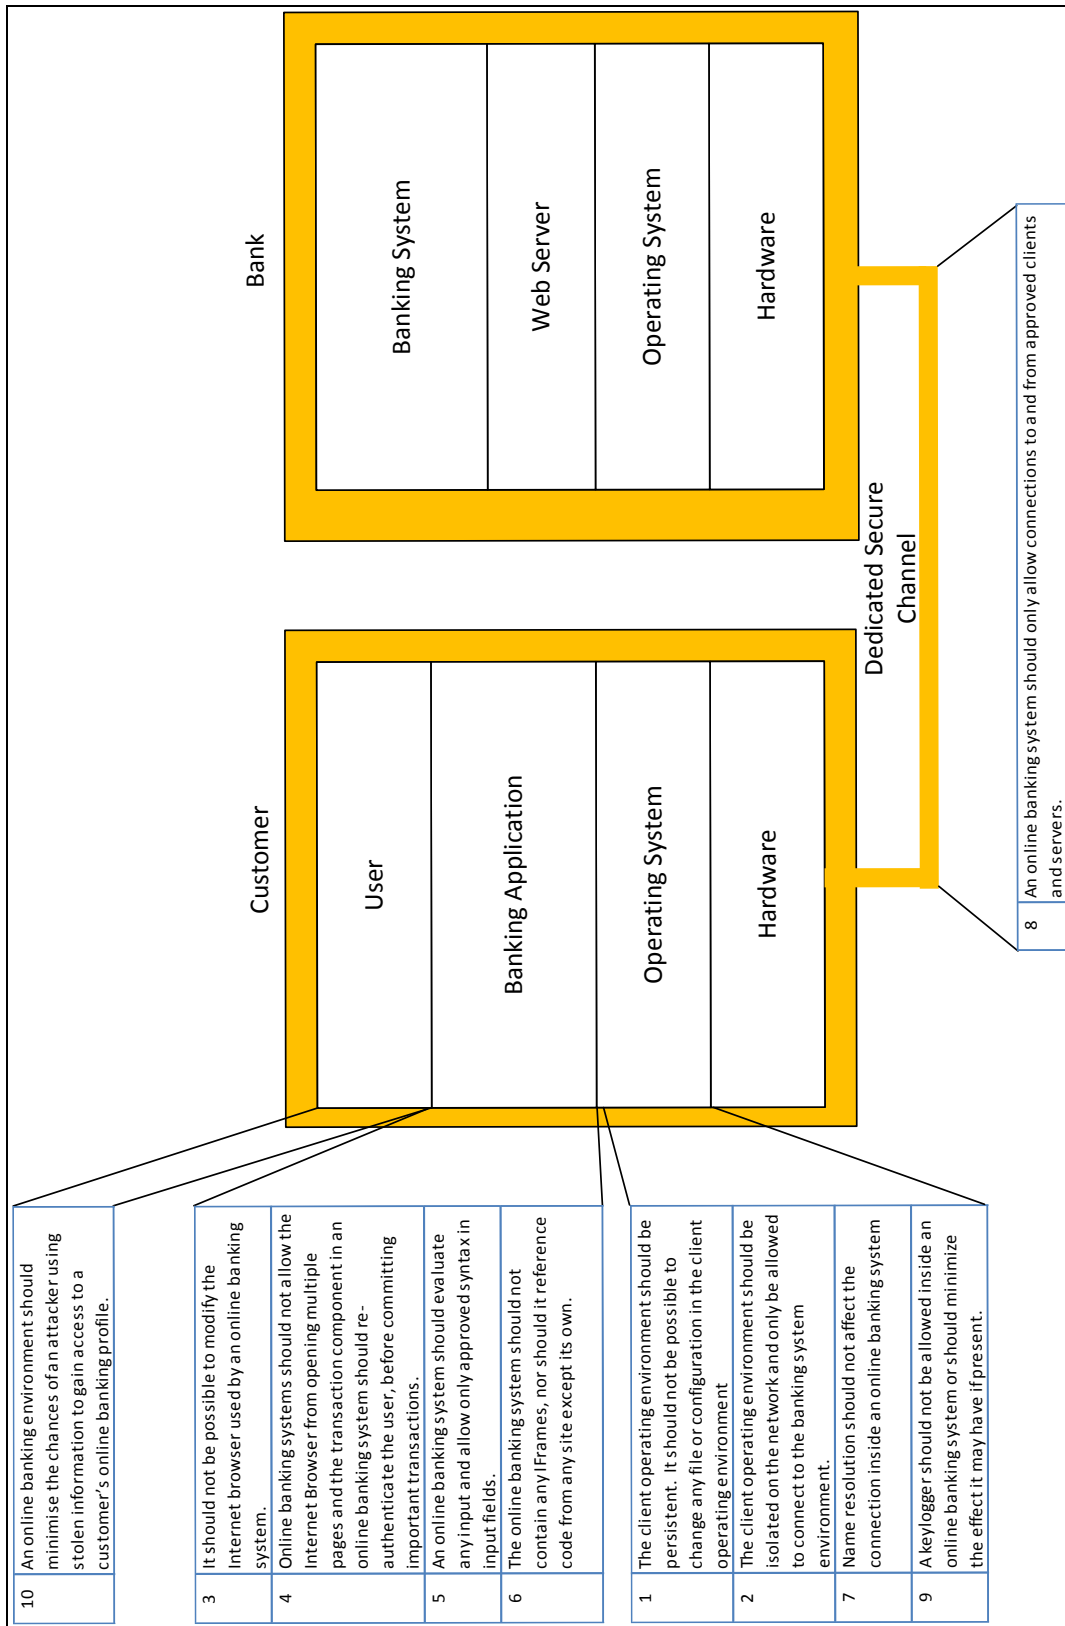 Customer
User
Banking Application
Operating System
Hardware
Bank
Banking System
Web Server
Operating System
Hardware
Dedicated Secure
Channel
10 An online banking environment should
minimise the chances of an attacker using
stolen information to gain access to a
customer's online banking profile.
3 It should not be possible to modify the
Internet browser used by an online banking
system.
4 Online banking systems should not allow the
Internet Browser from opening multiple
pages and the transaction component in an
online banking system should re-
authenticate the user, before committing
important transactions.
5 An online banking system should evaluate
any input and allow only approved syntax in
input fields.
6 The online banking system should not
contain any IFrames, nor should it reference
code from any site except its own.
1 The client operating environment should be
persistent. It should not be possible to
change any file or configuration in the client
operating environment
2 The client operating environment should be
isolated on the network and only be allowed
to connect to the banking system
environment.
7 Name resolution should not affect the
connection inside an online banking system
9 A keylogger should not be allowed inside an
online banking system or should minimize
the effect it may have if present.
8 An online banking system should only allow connections to and from approved clients
and servers.